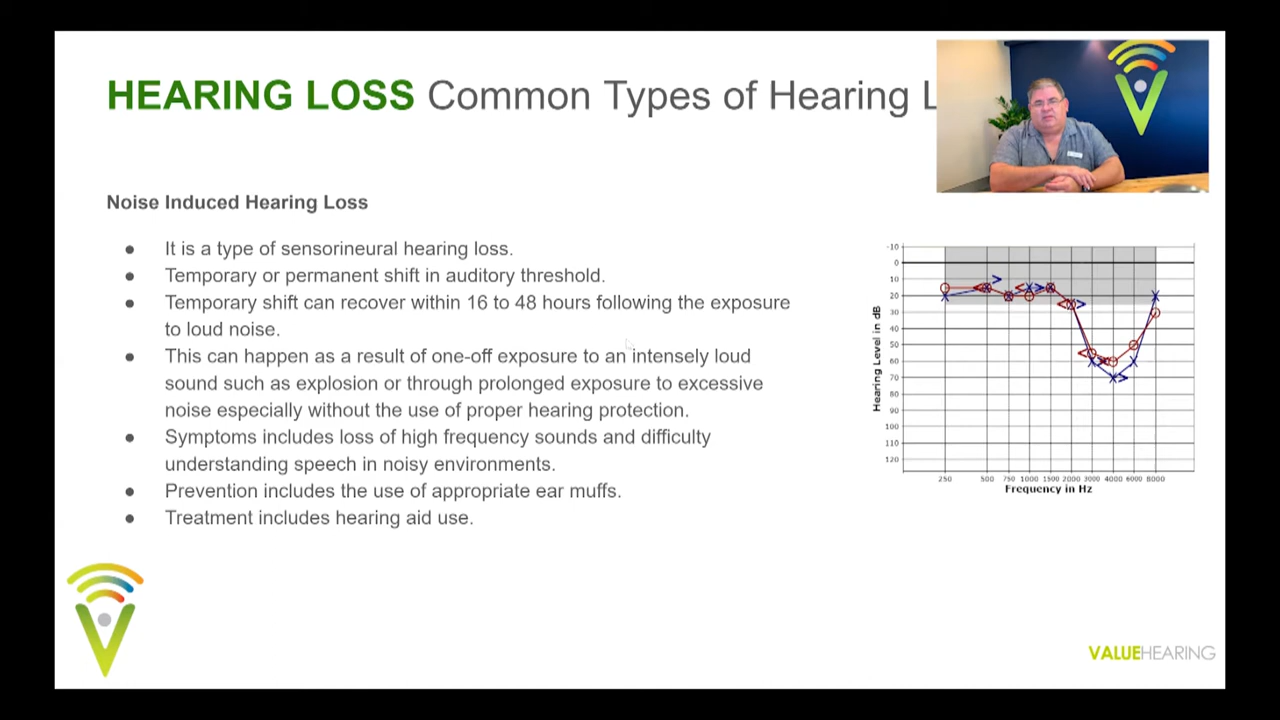 HEARING LOSS Common Types of Hearing L
Noise Induced Hearing Loss
● It is a type of sensorineural hearing loss.
● Temporary or permanent shift in auditory threshold.
● Temporary shift can recover within 16 to 48 hours following the exposure
to loud noise.
● This can happen as a result of one-off exposure to an intensely loud
sound such as explosion or through prolonged exposure to excessive
noise especially without the use of proper hearing protection.
● Symptoms includes loss of high frequency sounds and difficulty
understanding speech in noisy environments.
● Prevention includes the use of appropriate ear muffs.
● Treatment includes hearing aid use.
Hearing Level in dB
-10
0
10
20
30
40
50
60
70
80
90
100
110
120
250 500 750 1000 1500 2000 3000 4000 6000 8000
Frequency in Hz
VALUEHEARING